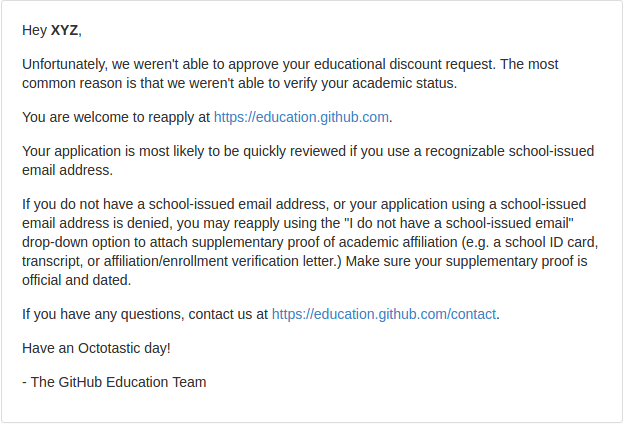 Hey XYZ,
Unfortunately, we weren't able to approve your educational discount request. The most
common reason is that we weren't able to verify your academic status.
You are welcome to reapply at https://education.github.com.
Your application is most likely to be quickly reviewed if you use a recognizable school-issued
email address.
If you do not have a school-issued email address, or your application using a school-issued
email address is denied, you may reapply using the "I do not have a school-issued email"
drop-down option to attach supplementary proof of academic affiliation (e.g. a school ID card,
transcript, or affiliation/enrollment verification letter.) Make sure your supplementary proof is
official and dated.
If you have any questions, contact us at https://education.github.com/contact.
Have an Octotastic day!
- The GitHub Education Team